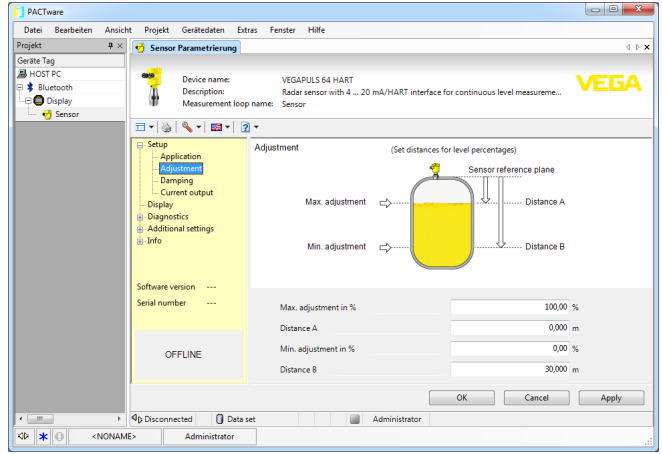 PACTware
Datei Bearbeiten Ansicht Projekt Gerätedaten Extras Fenster Hilfe
Projekt
Sensor Parametrierung
Geräte Tag
HOST PC
Bluetooth
Display
Sensor
Device name: VEGAPULS 64 HART
Description: Radar sensor with 4 ... 20 mA/HART interface for continuous level measureme...
Measurement loop name: Sensor
VEGA
Setup
Application
Adjustment
Damping
Current output
Display
Diagnostics
Additional settings
Info
Software version ---
Serial number ---
OFFLINE
Adjustment
(Set distances for level percentages)
Sensor reference plane
Max. adjustment
Distance A
Min. adjustment
Distance B
Max. adjustment in % 100,00 %
Distance A 0,000 m
Min. adjustment in % 0,00 %
Distance B 30,000 m
OK Cancel Apply
Disconnected Data set Administrator
<NONAME> Administrator